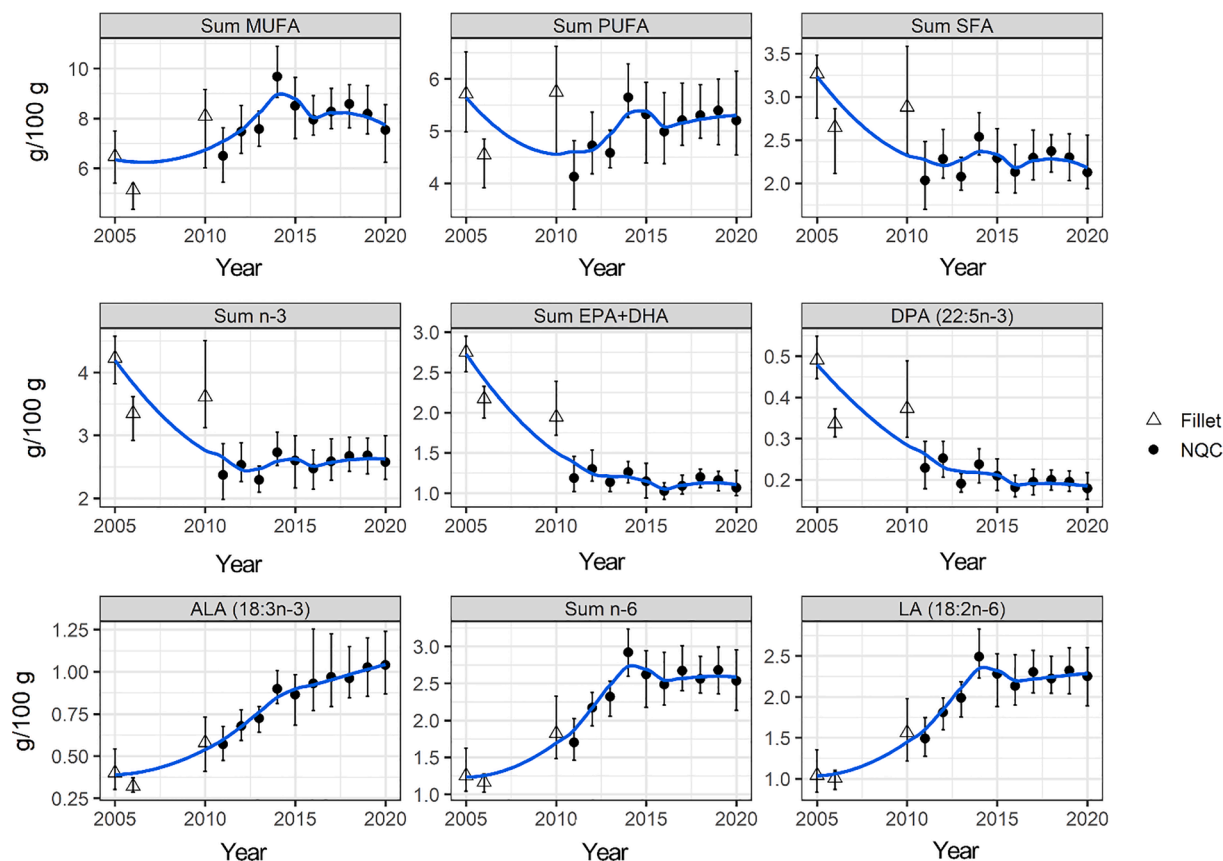 Sum MUFA Sum PUFA Sum SFA
g/100 g
10
8
6
6
5
4
3.5
3.0
2.5
2.0
2005 2010 2015 2020 2005 2010 2015 2020 2005 2010 2015 2020
Year Year Year
Sum n-3 Sum EPA+DHA DPA (22:5n-3)
g/100 g
4
3
2
3.0
2.5
2.0
1.5
1.0
0.5
0.4
0.3
0.2
2005 2010 2015 2020 2005 2010 2015 2020 2005 2010 2015 2020
Year Year Year
Fillet
NQC
ALA (18:3n-3) Sum n-6 LA (18:2n-6)
g/100 g
1.25
1.00
0.75
0.50
0.25
3.0
2.5
2.0
1.5
1.0
2.5
2.0
1.5
1.0
2005 2010 2015 2020 2005 2010 2015 2020 2005 2010 2015 2020
Year Year Year